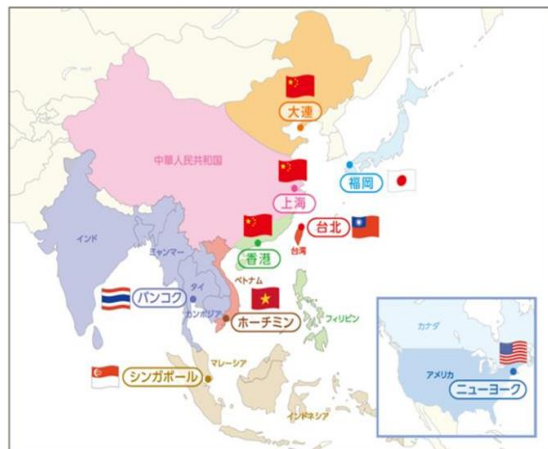 大連
中華人民共和国
福岡
上海
台北
台湾
香港
インド
ミャンマー
ベトナム
タイ
バンコク
カンボジア
ホーチミン
フィリピン
マレーシア
シンガポール
インドネシア
カナダ
アメリカ
ニューヨーク